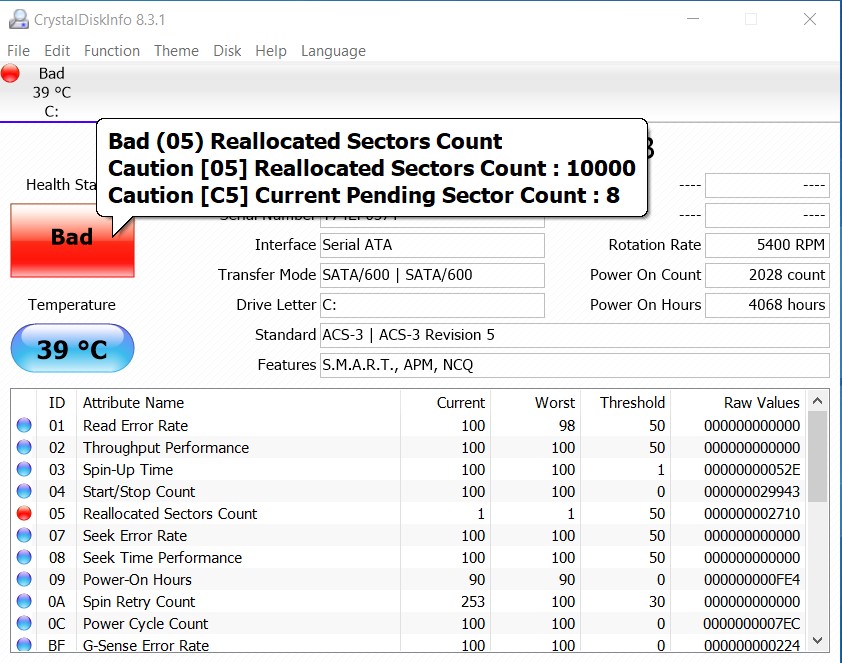 CrystalDiskInfo 8.3.1
File Edit Function Theme Disk Help Language
Bad
39 °C
C:
Bad (05) Reallocated Sectors Count
Caution [05] Reallocated Sectors Count : 10000
Caution [C5] Current Pending Sector Count : 8
Health Sta
---- ----
---- ----
Bad
Serial Number
Interface Serial ATA Rotation Rate 5400 RPM
Transfer Mode SATA/600 | SATA/600 Power On Count 2028 count
Temperature Drive Letter C: Power On Hours 4068 hours
Standard ACS-3 | ACS-3 Revision 5
39 °C
Features S.M.A.R.T., APM, NCQ
ID Attribute Name Current Worst Threshold Raw Values
01 Read Error Rate 100 98 50 000000000000
02 Throughput Performance 100 100 50 000000000000
03 Spin-Up Time 100 100 1 00000000052E
04 Start/Stop Count 100 100 0 000000029943
05 Reallocated Sectors Count 1 1 50 000000002710
07 Seek Error Rate 100 100 50 000000000000
08 Seek Time Performance 100 100 50 000000000000
09 Power-On Hours 90 90 0 000000000FE4
0A Spin Retry Count 253 100 30 000000000000
0C Power Cycle Count 100 100 0 0000000007EC
BF G-Sense Error Rate 100 100 0 000000000224